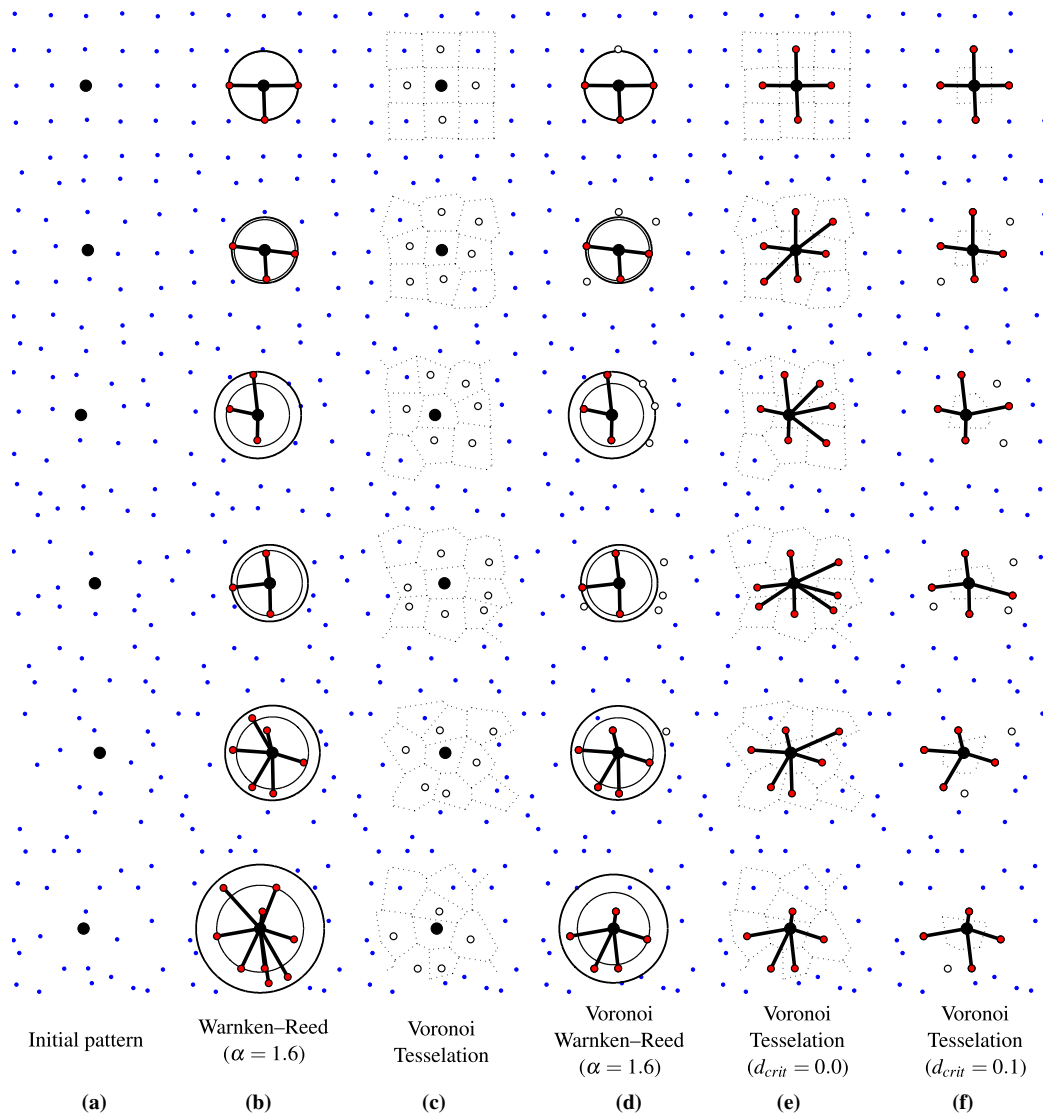 Initial pattern
Warnken–Reed
(α = 1.6)
Voronoi
Tesselation
Voronoi
Warnken–Reed
(α = 1.6)
Voronoi
Tesselation
(d_crit = 0.0)
Voronoi
Tesselation
(d_crit = 0.1)
(a)
(b)
(c)
(d)
(e)
(f)